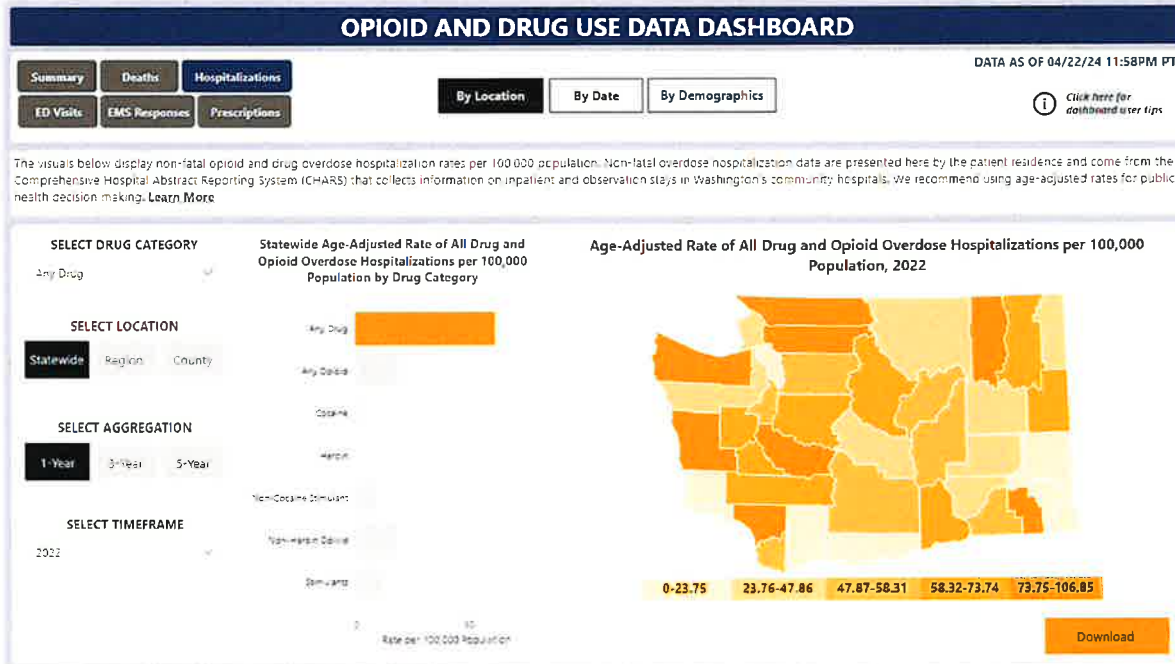 OPIOID AND DRUG USE DATA DASHBOARD
DATA AS OF 04/22/24 11:58PM PT
Summary
Deaths
Hospitalizations
ED Visits
EMS Responses
Prescriptions
By Location
By Date
By Demographics
Click here for
dashboard user tips
The visuals below display non-fatal opioid and drug overdose hospitalization rates per 100,000 population. Non-fatal overdose hospitalization data are presented here by the patient residence and come from the
Comprehensive Hospital Abstract Reporting System (CHARS) that collects information on inpatient and observation stays in Washington's community hospitals. We recommend using age-adjusted rates for public
health decision making. Learn More
SELECT DRUG CATEGORY
Any Drug
SELECT LOCATION
Statewide
Region
County
SELECT AGGREGATION
1-Year
3-Year
5-Year
SELECT TIMEFRAME
2022
Statewide Age-Adjusted Rate of All Drug and
Opioid Overdose Hospitalizations per 100,000
Population by Drug Category
Any Drug
Any Opioid
Cocaine
Heroin
Non-Cocaine Stimulant
Non-Heroin Opioid
Stimulants
0
50
Rate per 100,000 Population
Age-Adjusted Rate of All Drug and Opioid Overdose Hospitalizations per 100,000
Population, 2022
0-23.75
23.76-47.86
47.87-58.31
58.32-73.74
73.75-106.85
Download